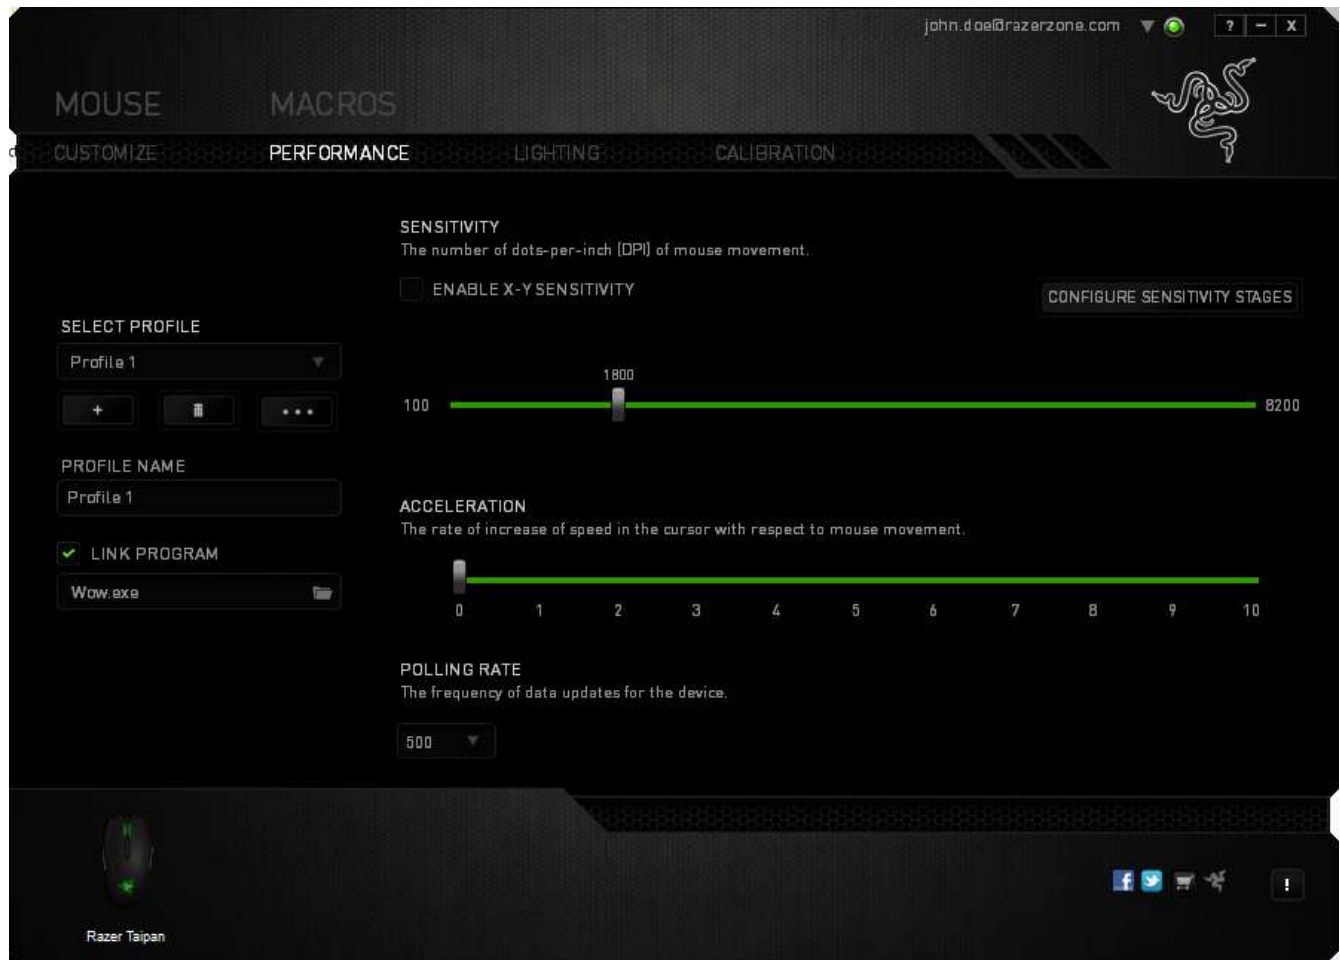 john.doe@razerzone.com
? - X
MOUSE MACROS
CUSTOMIZE PERFORMANCE LIGHTING CALIBRATION
SENSITIVITY
The number of dots-per-inch (DPI) of mouse movement.
ENABLE X-Y SENSITIVITY
CONFIGURE SENSITIVITY STAGES
SELECT PROFILE
Profile 1
+ •••
1800
100 8200
PROFILE NAME
Profile 1
LINK PROGRAM
Wow.exe
ACCELERATION
The rate of increase of speed in the cursor with respect to mouse movement.
0 1 2 3 4 5 6 7 8 9 10
POLLING RATE
The frequency of data updates for the device.
500
f
!
Razer Taipan